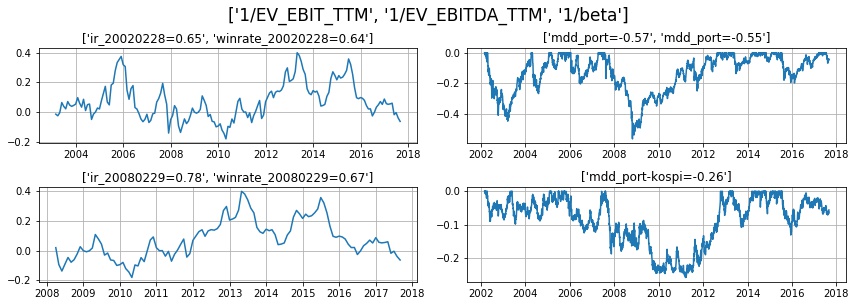 ['1/EV_EBIT_TTM', '1/EV_EBITDA_TTM', '1/beta']
['ir_20020228=0.65', 'winrate_20020228=0.64']
0.4
0.2
0.0
−0.2
2004 2006 2008 2010 2012 2014 2016 2018
['mdd_port=-0.57', 'mdd_port=-0.55']
0.0
−0.2
−0.4
2002 2004 2006 2008 2010 2012 2014 2016 2018
['ir_20080229=0.78', 'winrate_20080229=0.67']
0.4
0.2
0.0
−0.2
2008 2009 2010 2011 2012 2013 2014 2015 2016 2017 2018
['mdd_port-kospi=-0.26']
0.0
−0.1
−0.2
2002 2004 2006 2008 2010 2012 2014 2016 2018